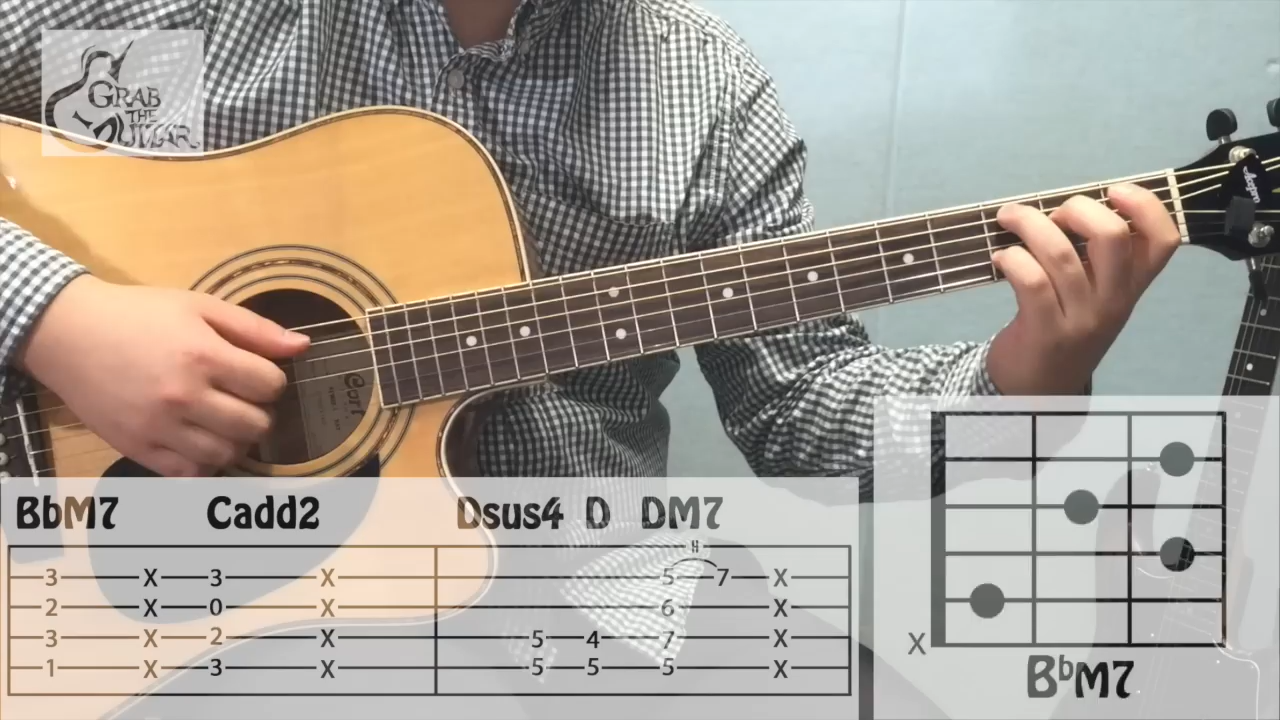 GRAB
THE
GUITAR
Cort
BbM7 Cadd2 Dsus4 D DM7
H
3 X 3 X 5 7 X
2 X 0 X 6 X
3 X 2 X 5 4 7 X
1 X 3 X 5 5 5 X
X
BbM7